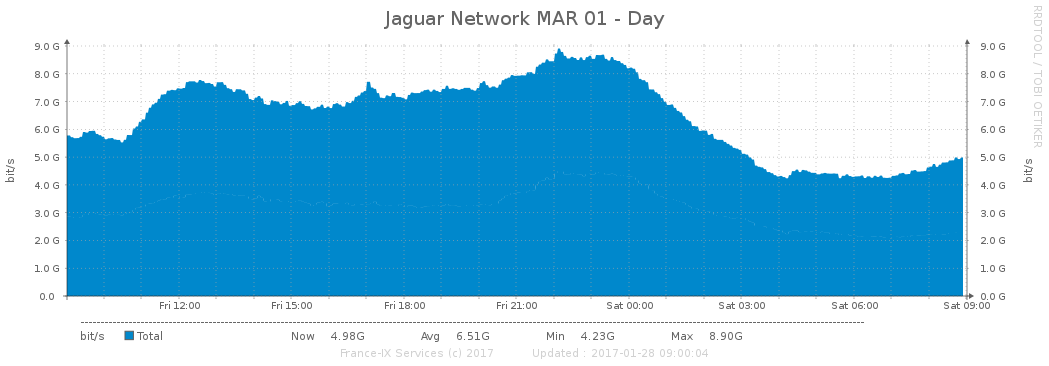 Jaguar Network MAR 01 - Day
RRDTOOL / TOBI OETIKER
bit/s
9.0 G
8.0 G
7.0 G
6.0 G
5.0 G
4.0 G
3.0 G
2.0 G
1.0 G
0.0
9.0 G
8.0 G
7.0 G
6.0 G
5.0 G
4.0 G
3.0 G
2.0 G
1.0 G
0.0 G
bit/s
Fri 12:00 Fri 15:00 Fri 18:00 Fri 21:00 Sat 00:00 Sat 03:00 Sat 06:00 Sat 09:00
bit/s Total Now 4.98G Avg 6.51G Min 4.23G Max 8.90G
France-IX Services (c) 2017 Updated : 2017-01-28 09:00:04